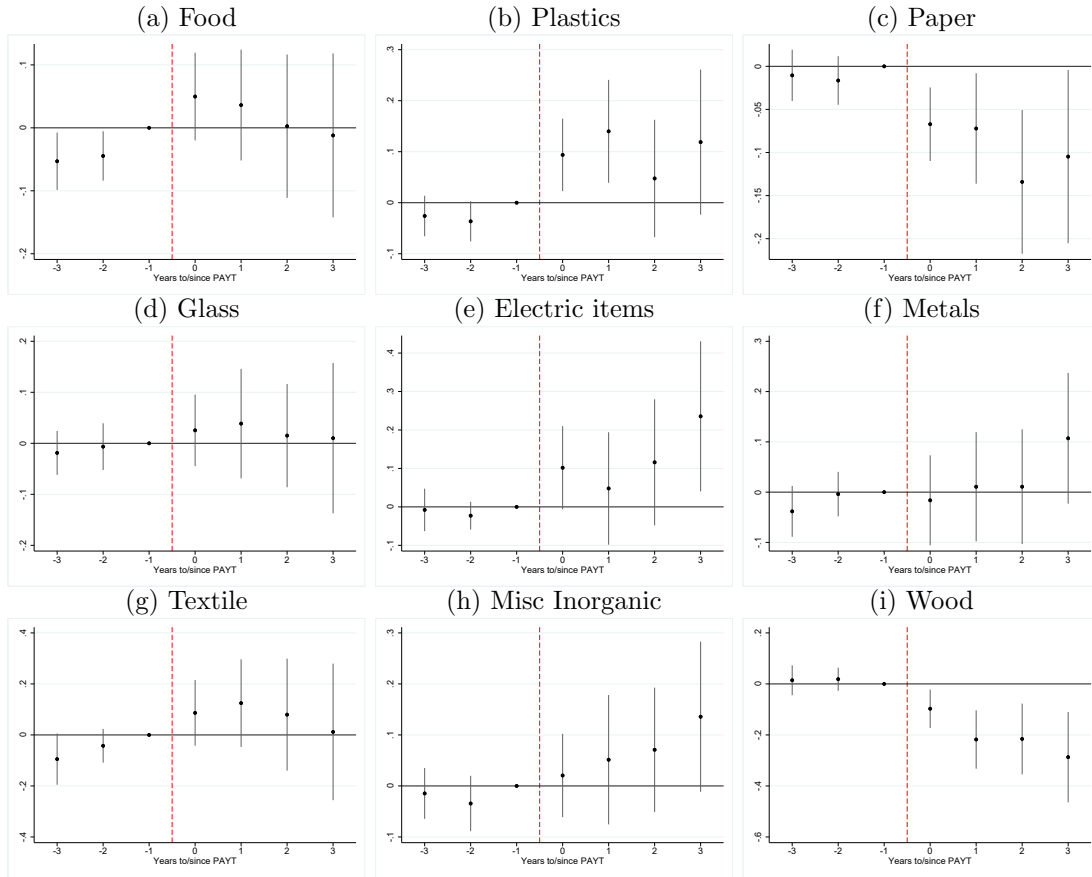 (a) Food
.1
0
-.1
-.2
-3 -2 -1 0 1 2 3
Years to/since PAYT
(b) Plastics
.3
.2
.1
0
-.1
-3 -2 -1 0 1 2 3
Years to/since PAYT
(c) Paper
0
-.05
-.1
-.15
-.2
-3 -2 -1 0 1 2 3
Years to/since PAYT
(d) Glass
.2
.1
0
-.1
-.2
-3 -2 -1 0 1 2 3
Years to/since PAYT
(e) Electric items
.4
.3
.2
.1
0
-.1
-3 -2 -1 0 1 2 3
Years to/since PAYT
(f) Metals
.3
.2
.1
0
-.1
-3 -2 -1 0 1 2 3
Years to/since PAYT
(g) Textile
.4
.2
0
-.2
-.4
-3 -2 -1 0 1 2 3
Years to/since PAYT
(h) Misc Inorganic
.3
.2
.1
0
-.1
-3 -2 -1 0 1 2 3
Years to/since PAYT
(i) Wood
.2
0
-.2
-.4
-.6
-3 -2 -1 0 1 2 3
Years to/since PAYT